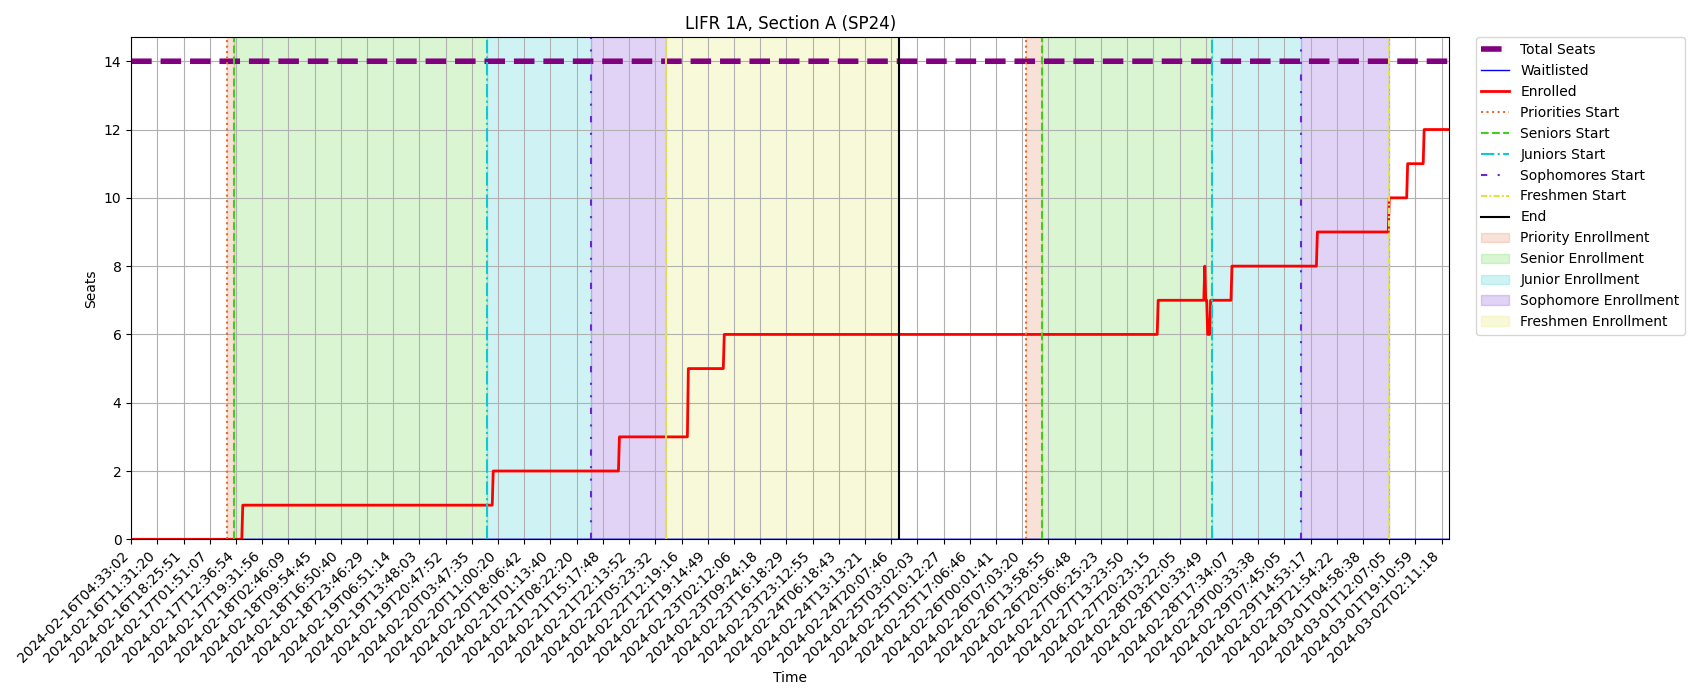 LIFR 1A, Section A (SP24)
Seats
14
12
10
8
6
4
2
0
2024-02-16T04:33:02
2024-02-16T11:31:20
2024-02-16T18:25:51
2024-02-17T01:51:07
2024-02-17T12:36:54
2024-02-17T19:31:56
2024-02-18T02:46:09
2024-02-18T09:54:45
2024-02-18T16:50:40
2024-02-18T23:46:29
2024-02-19T06:51:14
2024-02-19T13:48:03
2024-02-19T20:47:52
2024-02-20T03:47:35
2024-02-20T11:00:20
2024-02-20T18:06:42
2024-02-21T01:13:40
2024-02-21T08:22:20
2024-02-21T15:17:48
2024-02-21T22:13:52
2024-02-22T05:23:32
2024-02-22T12:19:16
2024-02-22T19:14:49
2024-02-23T02:12:06
2024-02-23T09:24:18
2024-02-23T16:18:29
2024-02-23T23:12:55
2024-02-24T06:18:43
2024-02-24T13:13:21
2024-02-24T20:07:46
2024-02-25T03:02:03
2024-02-25T10:12:27
2024-02-25T17:06:46
2024-02-26T00:01:41
2024-02-26T07:03:20
2024-02-26T13:58:55
2024-02-26T20:56:48
2024-02-27T06:25:23
2024-02-27T13:23:50
2024-02-27T20:23:15
2024-02-28T03:22:05
2024-02-28T10:33:49
2024-02-28T17:34:07
2024-02-29T00:33:38
2024-02-29T07:45:05
2024-02-29T14:53:17
2024-02-29T21:54:22
2024-03-01T04:58:38
2024-03-01T12:07:05
2024-03-01T19:10:59
2024-03-02T02:11:18
Time
Total Seats
Waitlisted
Enrolled
Priorities Start
Seniors Start
Juniors Start
Sophomores Start
Freshmen Start
End
Priority Enrollment
Senior Enrollment
Junior Enrollment
Sophomore Enrollment
Freshmen Enrollment